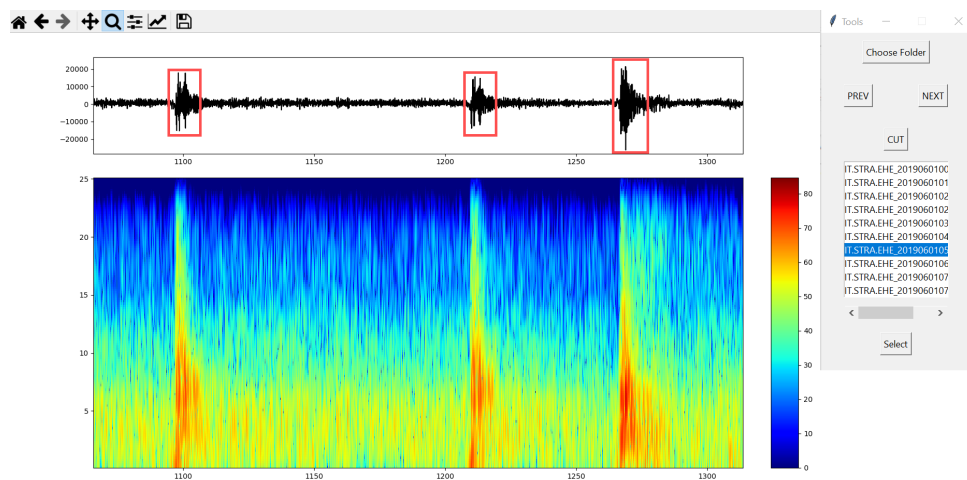 Tools
Choose Folder
PREV NEXT
CUT
IT.STRA.EHE_2019060100
IT.STRA.EHE_2019060101
IT.STRA.EHE_2019060102
IT.STRA.EHE_2019060102
IT.STRA.EHE_2019060103
IT.STRA.EHE_2019060104
IT.STRA.EHE_2019060105
IT.STRA.EHE_2019060106
IT.STRA.EHE_2019060107
IT.STRA.EHE_2019060107
Select
20000
10000
0
−10000
−20000
1100 1150 1200 1250 1300
25
20
15
10
5
1100 1150 1200 1250 1300
80
70
60
50
40
30
20
10
0